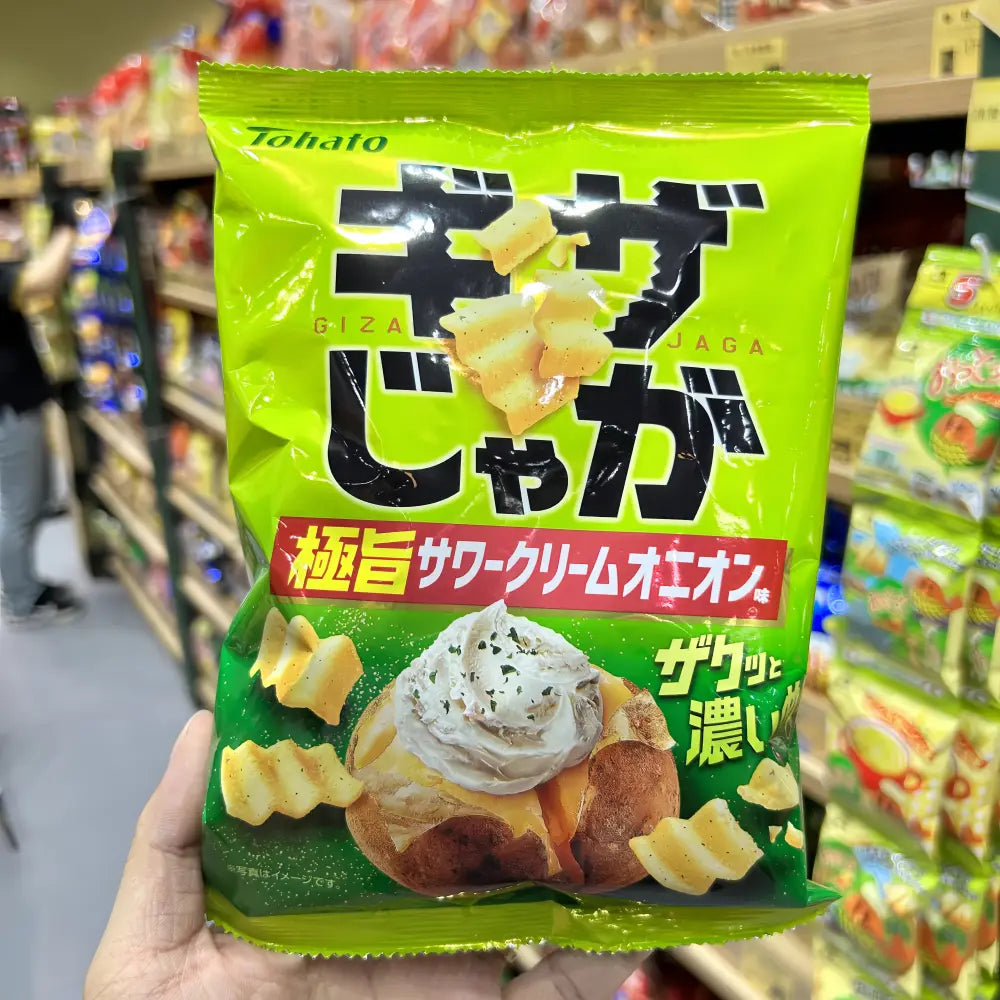 Tohato
ギザ
GIZA JAGA
じゃが
極旨サワークリームオニオン味
ザクッと
濃いめ
※写真はイメージです。